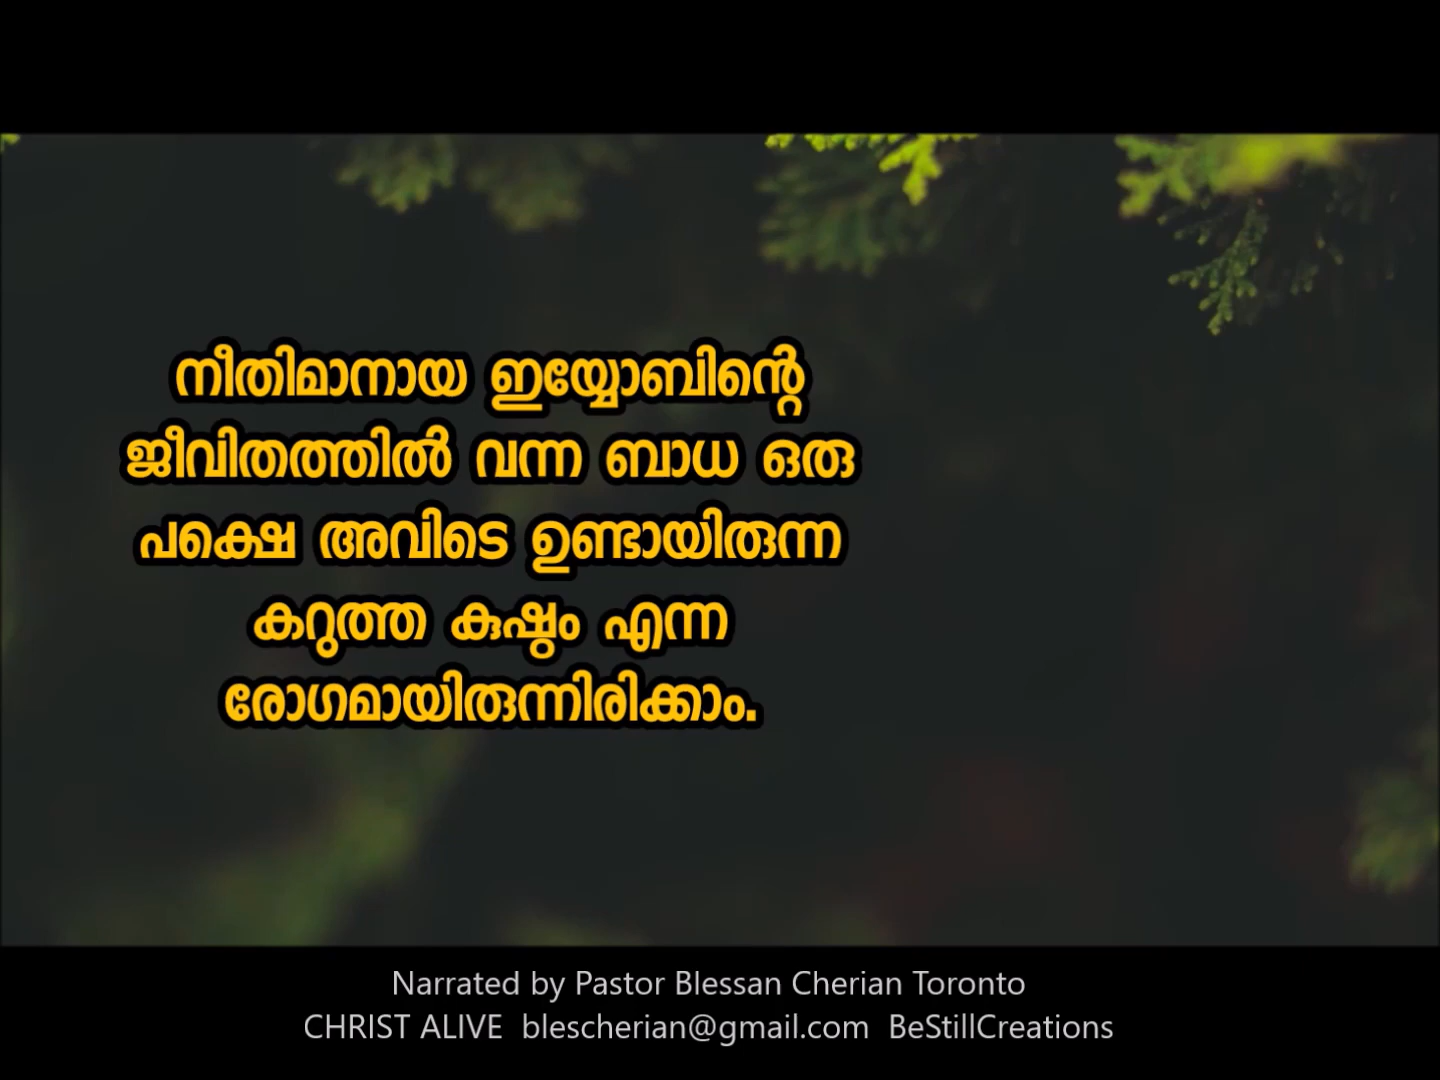 നീതിമാനായ ഇയ്യോബിന്റെ
ജീവിതത്തിൽ വന്ന ബാധ ഒരു
പക്ഷെ അവിടെ ഉണ്ടായിരുന്ന
കറുത്ത കുഷ്ഠം എന്ന
രോഗമായിരുന്നിരിക്കാം.
Narrated by Pastor Blessan Cherian Toronto
CHRIST ALIVE blescherian@gmail.com BeStillCreations